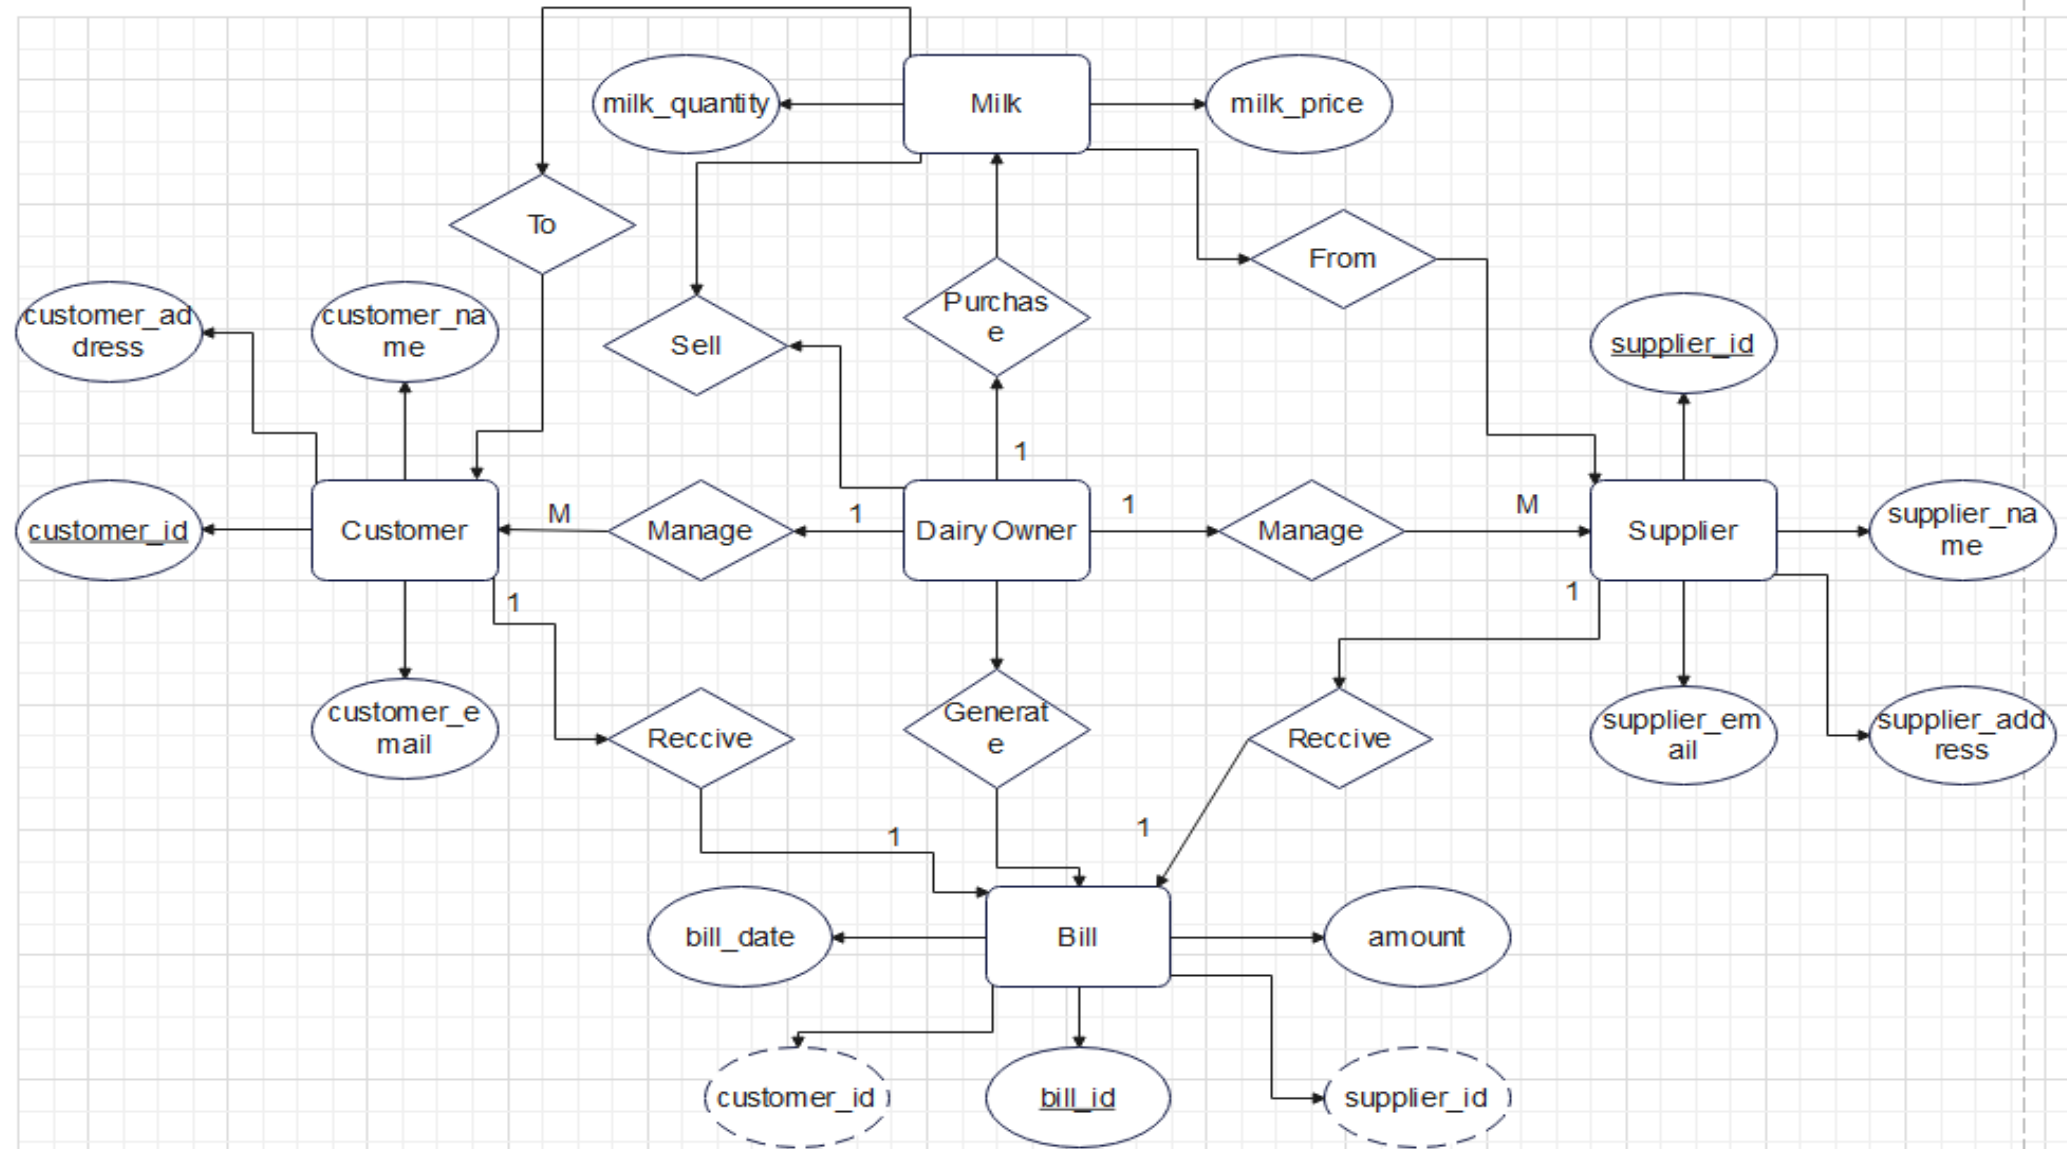 milk_quantity
Milk
milk_price
To
From
Purchas
e
customer_ad
dress
customer_na
me
Sell
supplier_id
1
customer_id
Customer
M
Manage
1
Dairy Owner
1
Manage
M
Supplier
supplier_na
me
1
1
customer_e
mail
Reccive
Generat
e
Reccive
supplier_em
ail
supplier_add
ress
1
1
bill_date
Bill
amount
customer_id
bill_id
supplier_id